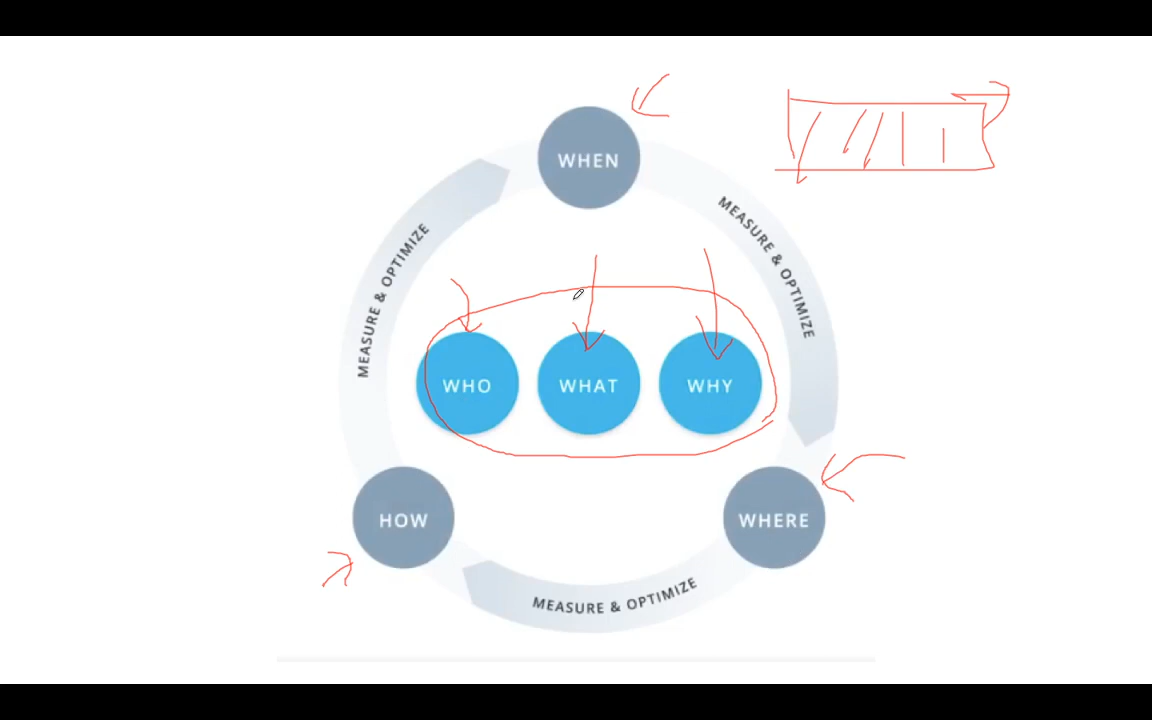 WHEN
MEASURE & OPTIMIZE
MEASURE & OPTIMIZE
WHO
WHAT
WHY
HOW
WHERE
MEASURE & OPTIMIZE